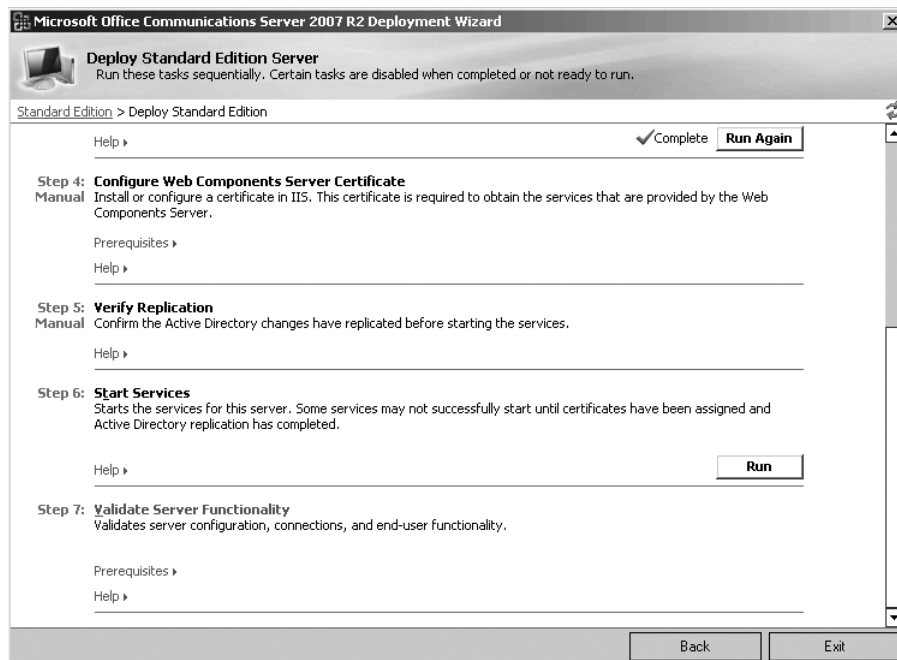 Microsoft Office Communications Server 2007 R2 Deployment Wizard
Deploy Standard Edition Server
Run these tasks sequentially. Certain tasks are disabled when completed or not ready to run.
Standard Edition > Deploy Standard Edition
Help
Complete Run Again
Step 4: Configure Web Components Server Certificate
Manual Install or configure a certificate in IIS. This certificate is required to obtain the services that are provided by the Web
Components Server.
Prerequisites
Help
Step 5: Verify Replication
Manual Confirm the Active Directory changes have replicated before starting the services.
Help
Step 6: Start Services
Starts the services for this server. Some services may not successfully start until certificates have been assigned and
Active Directory replication has completed.
Help
Run
Step 7: Validate Server Functionality
Validates server configuration, connections, and end-user functionality.
Prerequisites
Help
Back Exit